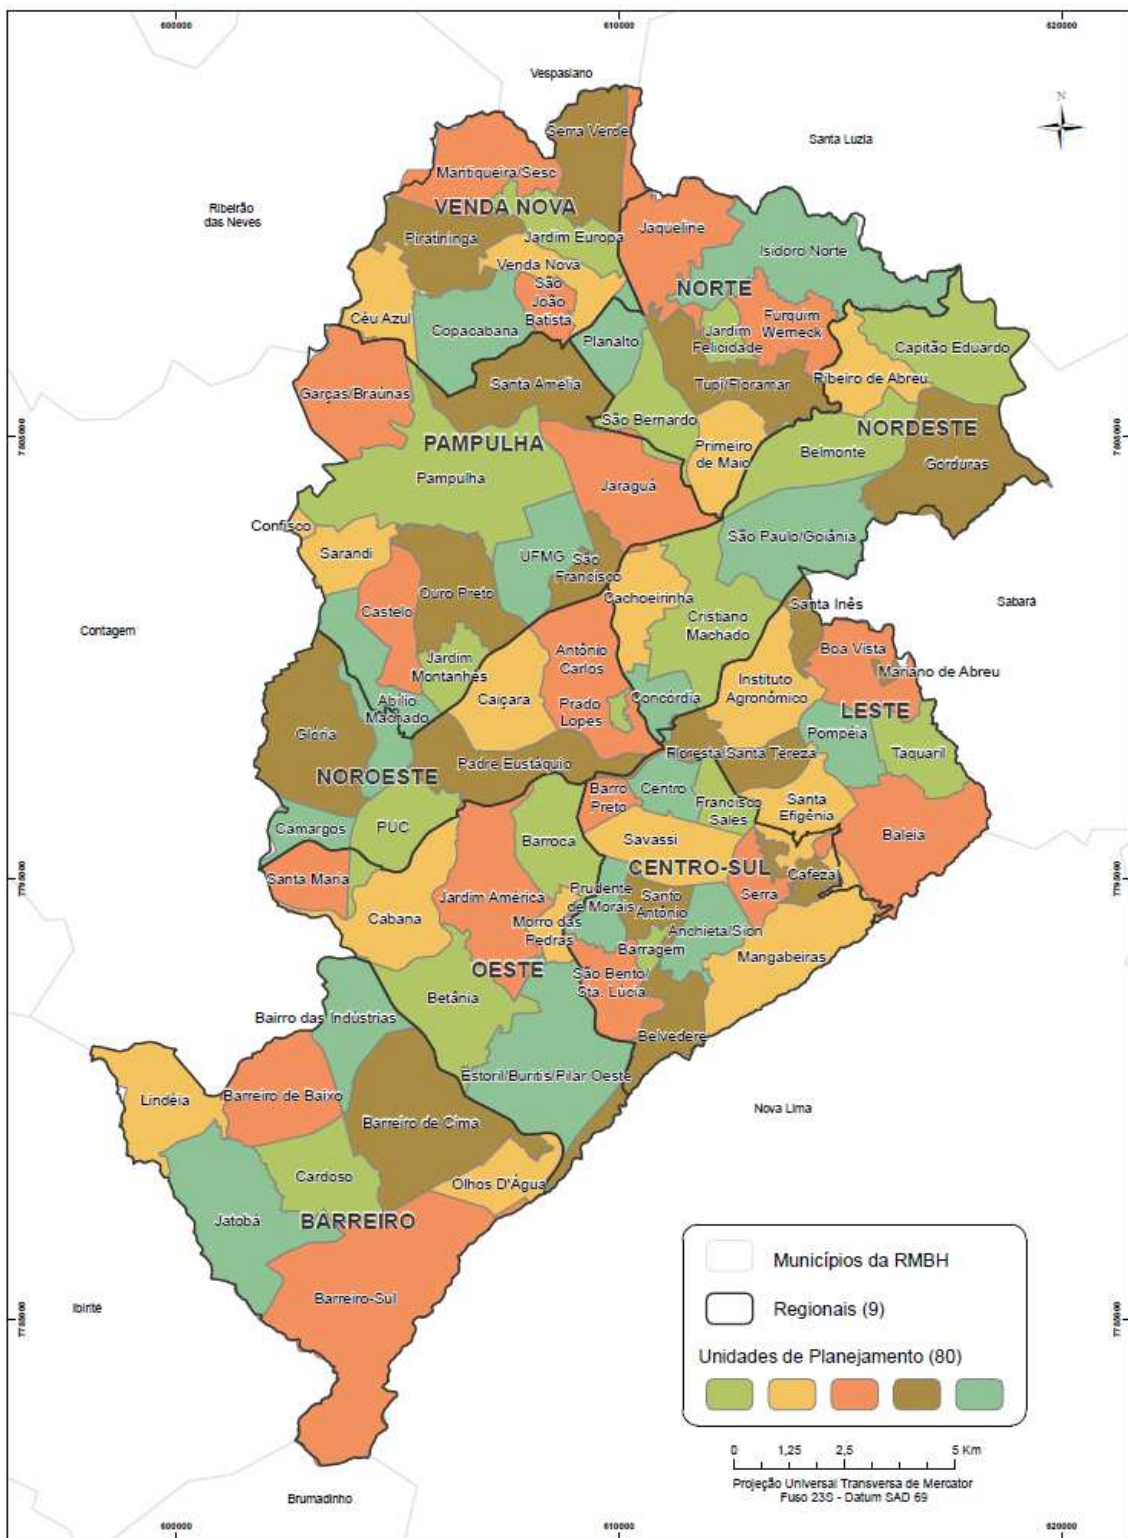 600000
610000
620000
Vespasiano
N
Serra Verde
Santa Luzia
Mantiqueira/Sesc
Ribeirão
das Neves
VENDA NOVA
Jaqueline
Piratininga
Jardim Europa
Isidoro Norte
Venda Nova
NORTE
São
João
Batista
Céu Azul
Copacabana
Planalto
Jardim
Felicidade
Furquim
Werneck
Capitão Eduardo
Santa Amélia
Tupi/Floramar
Ribeiro de Abreu
Garças/Braúnas
São Bernardo
NORDESTE
7805000
7805000
PAMPULHA
Primeiro
de Maio
Belmonte
Gorduras
Pampulha
Jaraguá
Confisco
Sarandi
UFMG
São
Francisco
São Paulo/Goiânia
Ouro Preto
Cachoeirinha
Santa Inês
Sabará
Castelo
Cristiano
Machado
Contagem
Boa Vista
Jardim
Montanhês
Antônio
Carlos
Mariano de Abreu
Instituto
Agronômico
Abílio
Machado
Caiçara
Prado
Lopes
Concórdia
LESTE
Glória
Pompéia
Taquaril
Floresta/Santa Tereza
Padre Eustáquio
NOROESTE
Barro
Preto
Centro
Francisco
Sales
Santa
Efigênia
Camargos
PUC
Barroca
Savassi
Baleia
CENTRO-SUL
Cafezal
7795000
7795000
Santa Maria
Jardim América
Prudente
de Morais
Santo
Antônio
Serra
Cabana
Morro das
Pedras
Anchieta/Sion
Barragem
Mangabeiras
OESTE
São Bento/
Sta. Lúcia
Betânia
Bairro das Indústrias
Belvedere
Estoril/Buritis/Pilar Oeste
Lindéia
Barreiro de Baixo
Nova Lima
Barreiro de Cima
Cardoso
Olhos D'Água
Jatobá
BARREIRO
Municípios da RMBH
Barreiro-Sul
Ibirité
Regionais (9)
7785000
7785000
Unidades de Planejamento (80)
0 1,25 2,5 5 Km
Projeção Universal Transversa de Mercator
Fuso 23S - Datum SAD 69
Brumadinho
600000
610000
620000